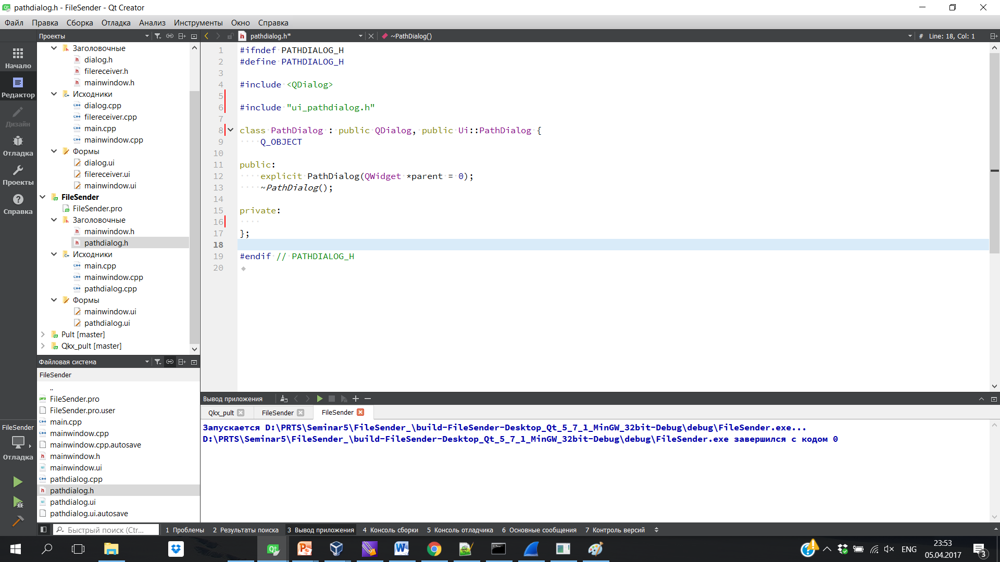 pathdialog.h - FileSender - Qt Creator
Файл Правка Сборка Отладка Анализ Инструменты Окно Справка
Проекты
pathdialog.h*
~PathDialog()
# Line: 18, Col: 1
Начало
Редактор
Дизайн
Отладка
Проекты
Справка
Заголовочные
dialog.h
filereceiver.h
mainwindow.h
Исходники
dialog.cpp
filereceiver.cpp
main.cpp
mainwindow.cpp
Формы
dialog.ui
filereceiver.ui
mainwindow.ui
FileSender
FileSender.pro
Заголовочные
mainwindow.h
pathdialog.h
Исходники
main.cpp
mainwindow.cpp
pathdialog.cpp
Формы
mainwindow.ui
pathdialog.ui
Pult [master]
Qkx_pult [master]
1 #ifndef PATHDIALOG_H
2 #define PATHDIALOG_H
3
4 #include <QDialog>
5
6 #include "ui_pathdialog.h"
7
8 class PathDialog : public QDialog, public Ui::PathDialog {
9 Q_OBJECT
10
11 public:
12 explicit PathDialog(QWidget *parent = 0);
13 ~PathDialog();
14
15 private:
16
17 };
18
19 #endif // PATHDIALOG_H
20
Файловая система
FileSender
..
FileSender.pro
FileSender.pro.user
main.cpp
mainwindow.cpp
mainwindow.cpp.autosave
mainwindow.h
mainwindow.ui
pathdialog.cpp
pathdialog.h
pathdialog.ui
pathdialog.ui.autosave
FileSender
Отладка
Вывод приложения
Qkx_pult
FileSender
FileSender
Запускается D:\PRTS\Seminar5\FileSender_\build-FileSender-Desktop_Qt_5_7_1_MinGW_32bit-Debug\debug\FileSender.exe...
D:\PRTS\Seminar5\FileSender_\build-FileSender-Desktop_Qt_5_7_1_MinGW_32bit-Debug\debug\FileSender.exe завершился с кодом 0
Быстрый поиск (Ctr...
1 Проблемы
2 Результаты поиска
3 Вывод приложения
4 Консоль сборки
5 Консоль отладчика
6 Основные сообщения
7 Контроль версий
ENG
23:53
05.04.2017
3